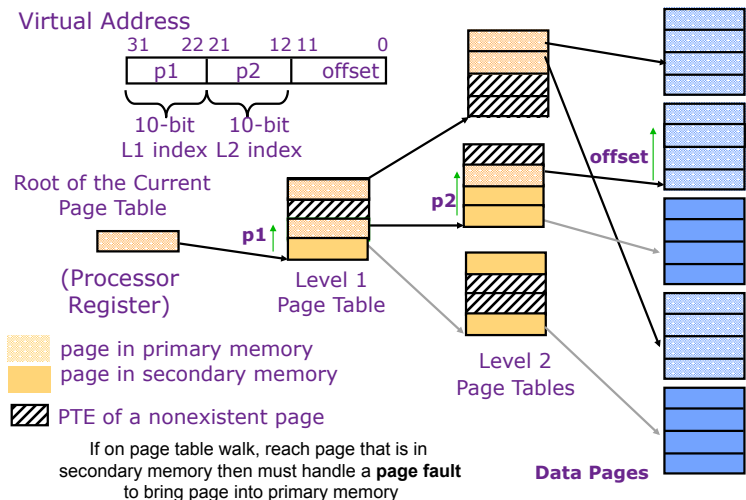 Virtual Address
31 22 21 12 11 0
p1 p2 offset
10-bit
L1 index
10-bit
L2 index
Root of the Current
Page Table
(Processor
Register)
p1
Level 1
Page Table
p2
Level 2
Page Tables
offset
Data Pages
page in primary memory
page in secondary memory
PTE of a nonexistent page
If on page table walk, reach page that is in
secondary memory then must handle a page fault
to bring page into primary memory